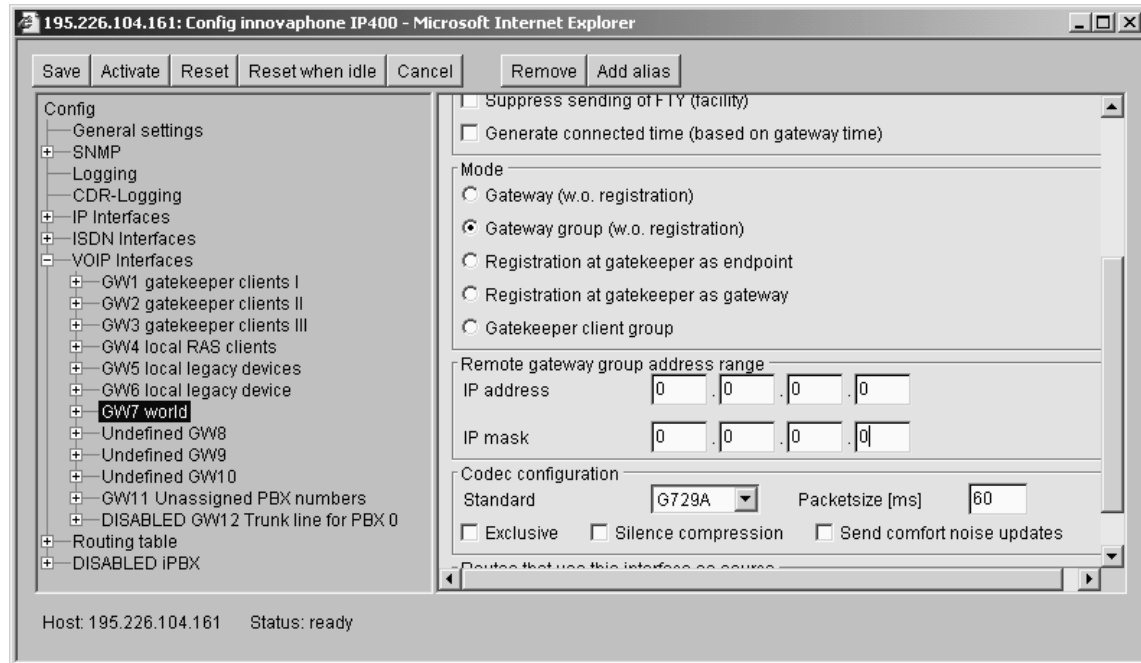 195.226.104.161: Config innovaphone IP400 - Microsoft Internet Explorer
Save Activate Reset Reset when idle Cancel Remove Add alias
Config
General settings
SNMP
Logging
CDR-Logging
IP Interfaces
ISDN Interfaces
VOIP Interfaces
GW1 gatekeeper clients I
GW2 gatekeeper clients II
GW3 gatekeeper clients III
GW4 local RAS clients
GW5 local legacy devices
GW6 local legacy device
GW7 world
Undefined GW8
Undefined GW9
Undefined GW10
GW11 Unassigned PBX numbers
DISABLED GW12 Trunk line for PBX 0
Routing table
DISABLED iPBX
Suppress sending of FTY (facility)
Generate connected time (based on gateway time)
Mode
Gateway (w.o. registration)
Gateway group (w.o. registration)
Registration at gatekeeper as endpoint
Registration at gatekeeper as gateway
Gatekeeper client group
Remote gateway group address range
IP address 0 . 0 . 0 . 0
IP mask 0 . 0 . 0 . 0
Codec configuration
Standard G729A Packetsize [ms] 60
Exclusive Silence compression Send comfort noise updates
Routes that use this interface as source
Host: 195.226.104.161 Status: ready